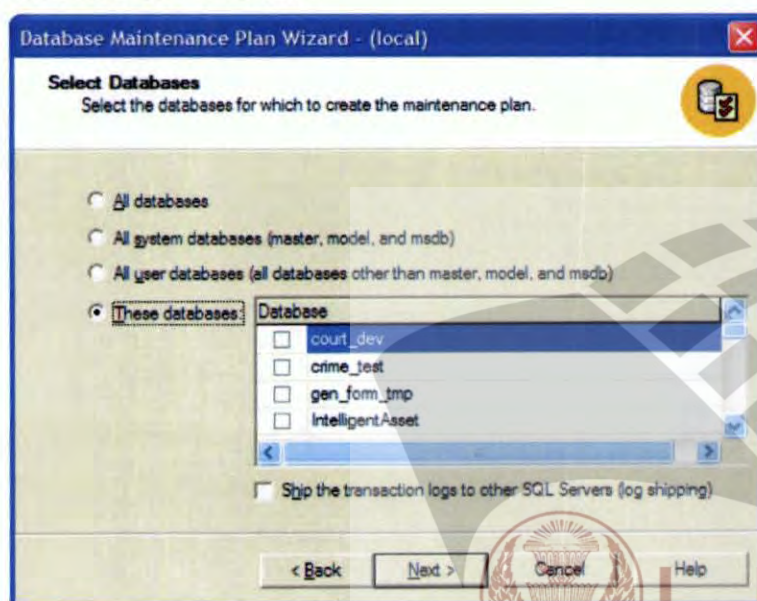 Database Maintenance Plan Wizard - (local)
Select Databases
Select the databases for which to create the maintenance plan.
All databases
All system databases (master, model, and msdb)
All user databases (all databases other than master, model, and msdb)
These databases:
Database
court_dev
crime_test
gen_form_tmp
IntelligentAsset
Ship the transaction logs to other SQL Servers (log shipping)
< Back Next > Cancel Help